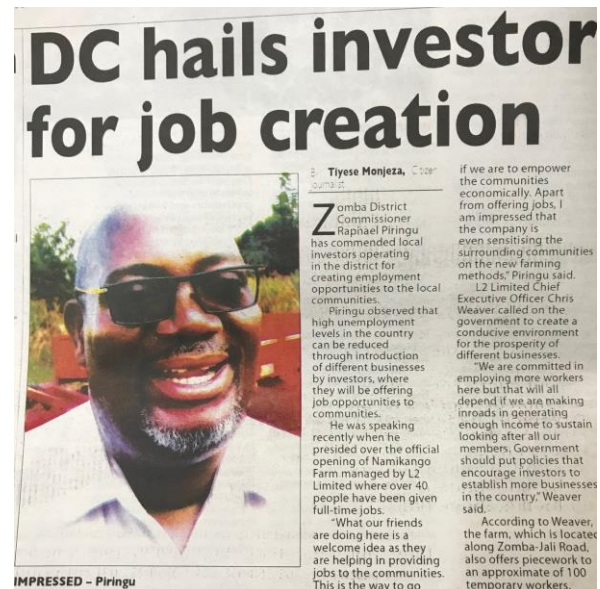 DC hails investor
for job creation
IMPRESSED – Piringu
By Tiyese Monjeza, Citizen
Journalist
Zomba District
Commissioner
Raphael Piringu
has commended local
investors operating
in the district for
creating employment
opportunities to the local
communities.
Piringu observed that
high unemployment
levels in the country
can be reduced
through introduction
of different businesses
by investors, where
they will be offering
job opportunities to
communities.
He was speaking
recently when he
presided over the official
opening of Namikango
Farm managed by L2
Limited where over 40
people have been given
full-time jobs.
"What our friends
are doing here is a
welcome idea as they
are helping in providing
jobs to the communities.
This is the way to go
if we are to empower
the communities
economically. Apart
from offering jobs, I
am impressed that
the company is
even sensitising the
surrounding communities
on the new farming
methods," Piringu said.
L2 Limited Chief
Executive Officer Chris
Weaver called on the
government to create a
conducive environment
for the prosperity of
different businesses.
"We are committed in
employing more workers
here but that will all
depend if we are making
inroads in generating
enough income to sustain
looking after all our
members. Government
should put policies that
encourage investors to
establish more businesses
in the country," Weaver
said.
According to Weaver,
the farm, which is located
along Zomba-Jali Road,
also offers piecework to
an approximate of 100
temporary workers.